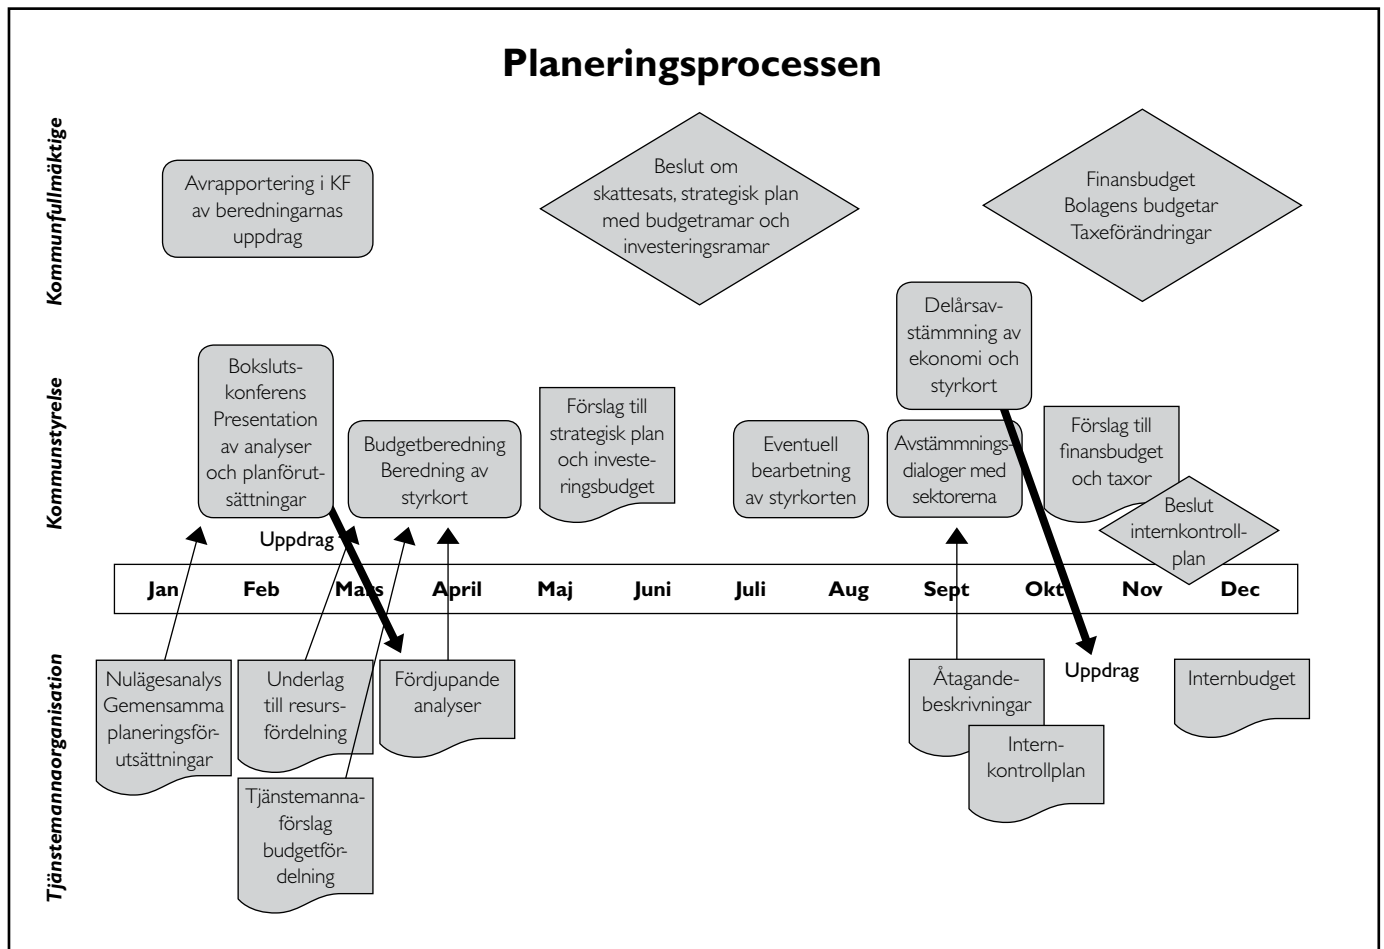 Planeringsprocessen
Kommunfullmäktige
Avrapportering i KF
av beredningarnas
uppdrag
Beslut om
skattesats, strategisk plan
med budgetramar och
investeringsramar
Finansbudget
Bolagens budgetar
Taxeförändringar
Kommunstyrelse
Boksluts-
konferens
Presentation
av analyser
och planförut-
sättningar
Budgetberedning
Beredning av
styrkort
Förslag till
strategisk plan
och investe-
ringsbudget
Eventuell
bearbetning
av styrkorten
Delårsav-
stämmning av
ekonomi och
styrkort
Avstämmnings-
dialoger med
sektorerna
Förslag till
finansbudget
och taxor
Beslut
internkontroll-
plan
Uppdrag
Jan Feb Mars April Maj Juni Juli Aug Sept Okt Nov Dec
Tjänstemannaorganisation
Nulägesanalys
Gemensamma
planeringsför-
utsättningar
Underlag
till resurs-
fördelning
Tjänstemanna-
förslag
budgetför-
delning
Fördjupande
analyser
Åtagande-
beskrivningar
Intern-
kontrollplan
Uppdrag
Internbudget